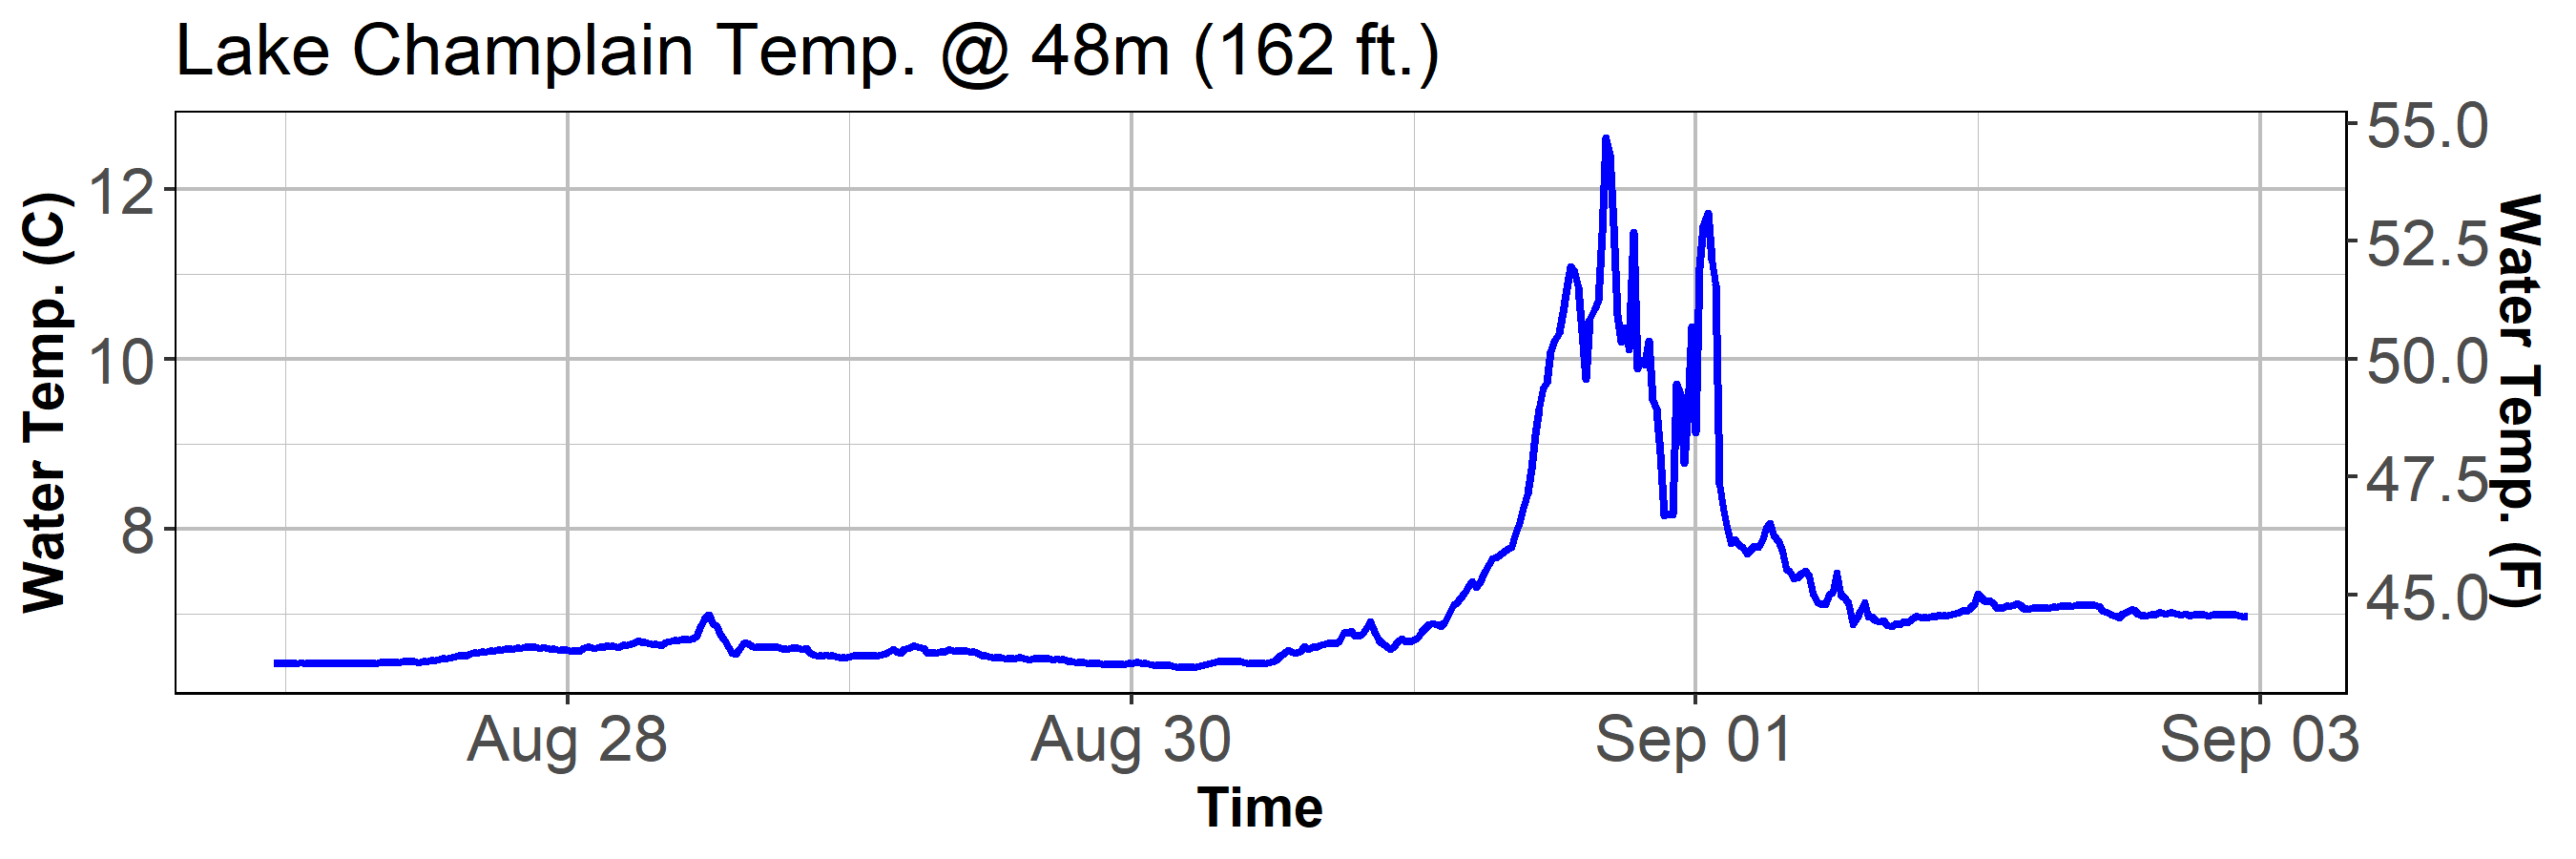 Lake Champlain Temp. @ 48m (162 ft.)
Water Temp. (C)
12
10
8
55.0
52.5
50.0
47.5
45.0
Water Temp. (F)
Aug 28 Aug 30 Sep 01 Sep 03
Time